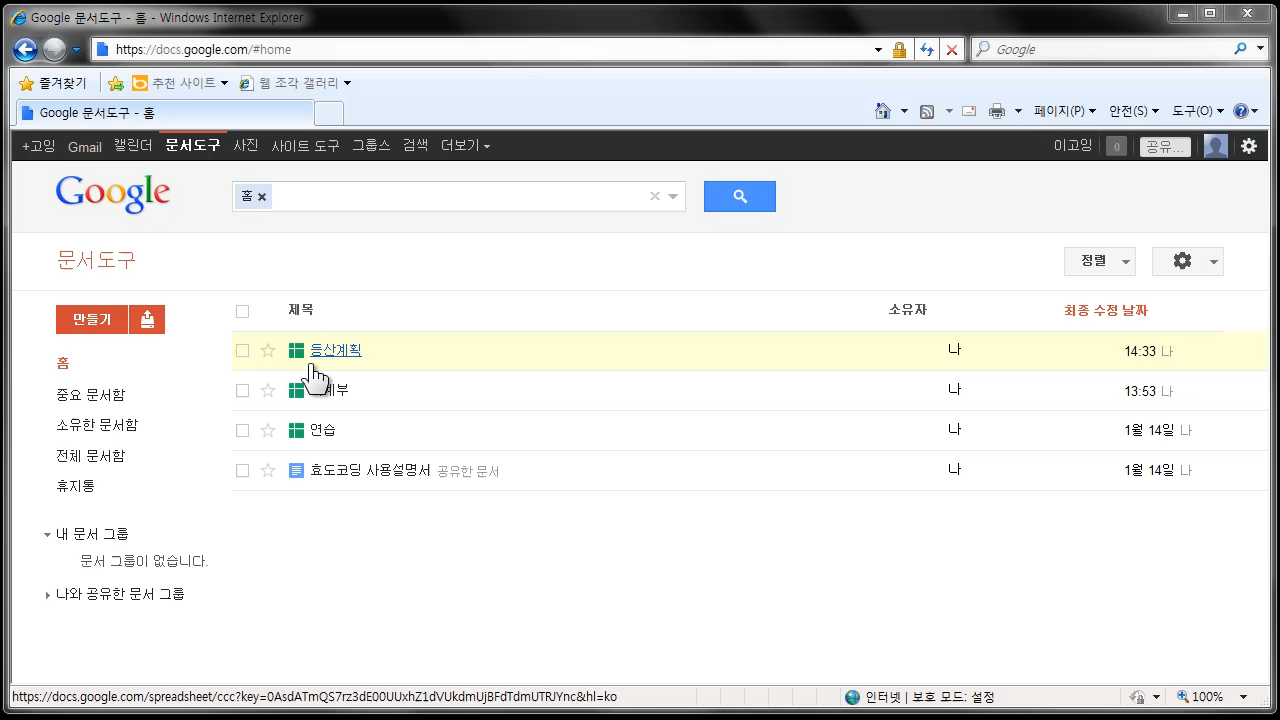 Google 문서도구 - 홈 - Windows Internet Explorer
https://docs.google.com/#home
Google
즐겨찾기 추천 사이트 웹 조각 갤러리
Google 문서도구 - 홈
페이지(P) 안전(S) 도구(O)
+고잉 Gmail 캘린더 문서도구 사진 사이트 도구 그룹스 검색 더보기
이고잉 0 공유...
Google
홈
문서도구
정렬
만들기
제목 소유자 최종 수정 날짜
홈
중요 문서함
소유한 문서함
전체 문서함
휴지통
내 문서 그룹
문서 그룹이 없습니다.
나와 공유한 문서 그룹
등산계획 나 14:33 나
계부 나 13:53 나
연습 나 1월 14일 나
효도코딩 사용설명서 공유한 문서 나 1월 14일 나
https://docs.google.com/spreadsheet/ccc?key=0AsdATmQS7rz3dE00UUxhZ1dVUkdmUjBFdTdmUTRJYnc&hl=ko
인터넷 | 보호 모드: 설정
100%